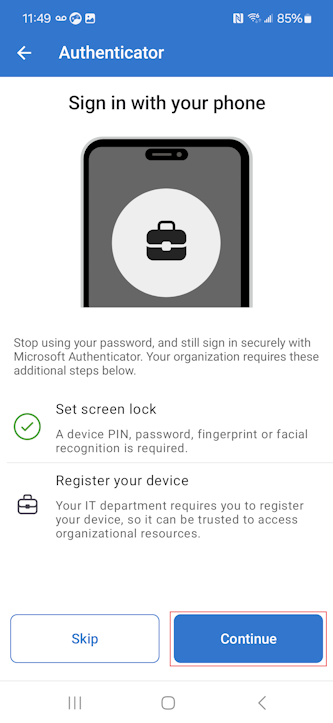 11:49
85%
Authenticator
Sign in with your phone
Stop using your password, and still sign in securely with
Microsoft Authenticator. Your organization requires these
additional steps below.
Set screen lock
A device PIN, password, fingerprint or facial
recognition is required.
Register your device
Your IT department requires you to register
your device, so it can be trusted to access
organizational resources.
Skip
Continue